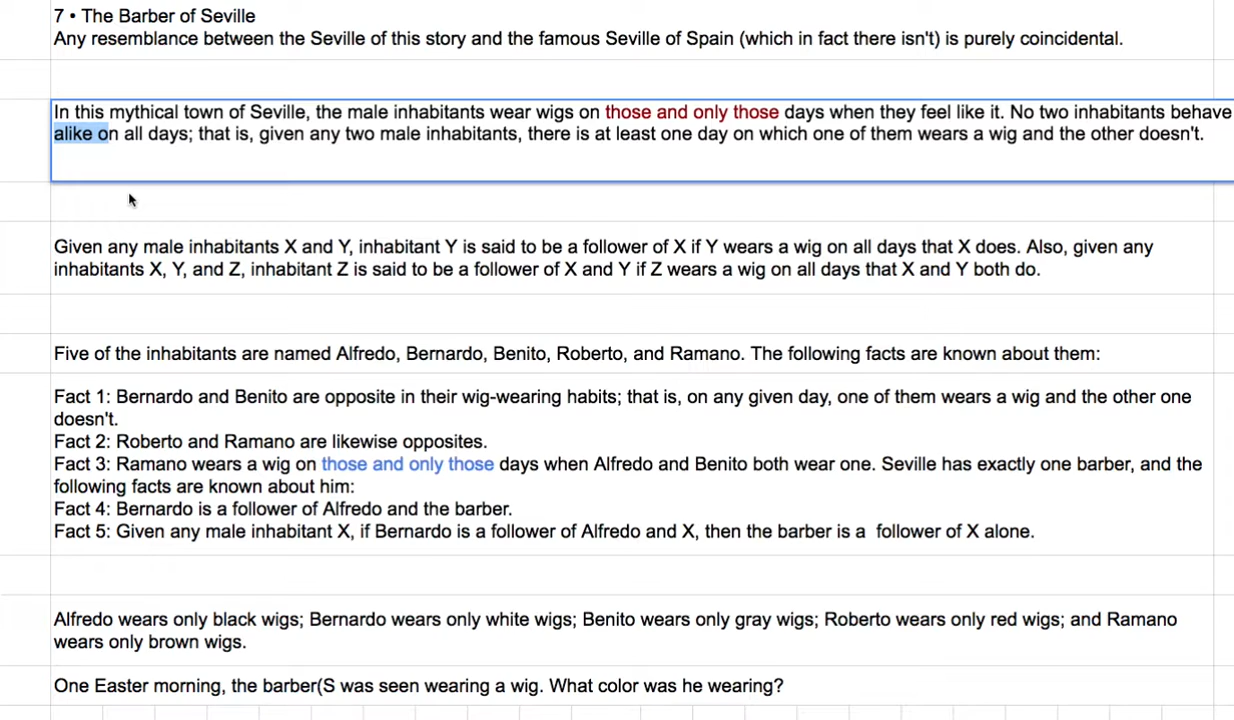 7 • The Barber of Seville
Any resemblance between the Seville of this story and the famous Seville of Spain (which in fact there isn't) is purely coincidental.
In this mythical town of Seville, the male inhabitants wear wigs on those and only those days when they feel like it. No two inhabitants behave
alike on all days; that is, given any two male inhabitants, there is at least one day on which one of them wears a wig and the other doesn't.
Given any male inhabitants X and Y, inhabitant Y is said to be a follower of X if Y wears a wig on all days that X does. Also, given any
inhabitants X, Y, and Z, inhabitant Z is said to be a follower of X and Y if Z wears a wig on all days that X and Y both do.
Five of the inhabitants are named Alfredo, Bernardo, Benito, Roberto, and Ramano. The following facts are known about them:
Fact 1: Bernardo and Benito are opposite in their wig-wearing habits; that is, on any given day, one of them wears a wig and the other one
doesn't.
Fact 2: Roberto and Ramano are likewise opposites.
Fact 3: Ramano wears a wig on those and only those days when Alfredo and Benito both wear one. Seville has exactly one barber, and the
following facts are known about him:
Fact 4: Bernardo is a follower of Alfredo and the barber.
Fact 5: Given any male inhabitant X, if Bernardo is a follower of Alfredo and X, then the barber is a  follower of X alone.
Alfredo wears only black wigs; Bernardo wears only white wigs; Benito wears only gray wigs; Roberto wears only red wigs; and Ramano
wears only brown wigs.
One Easter morning, the barber(S was seen wearing a wig. What color was he wearing?